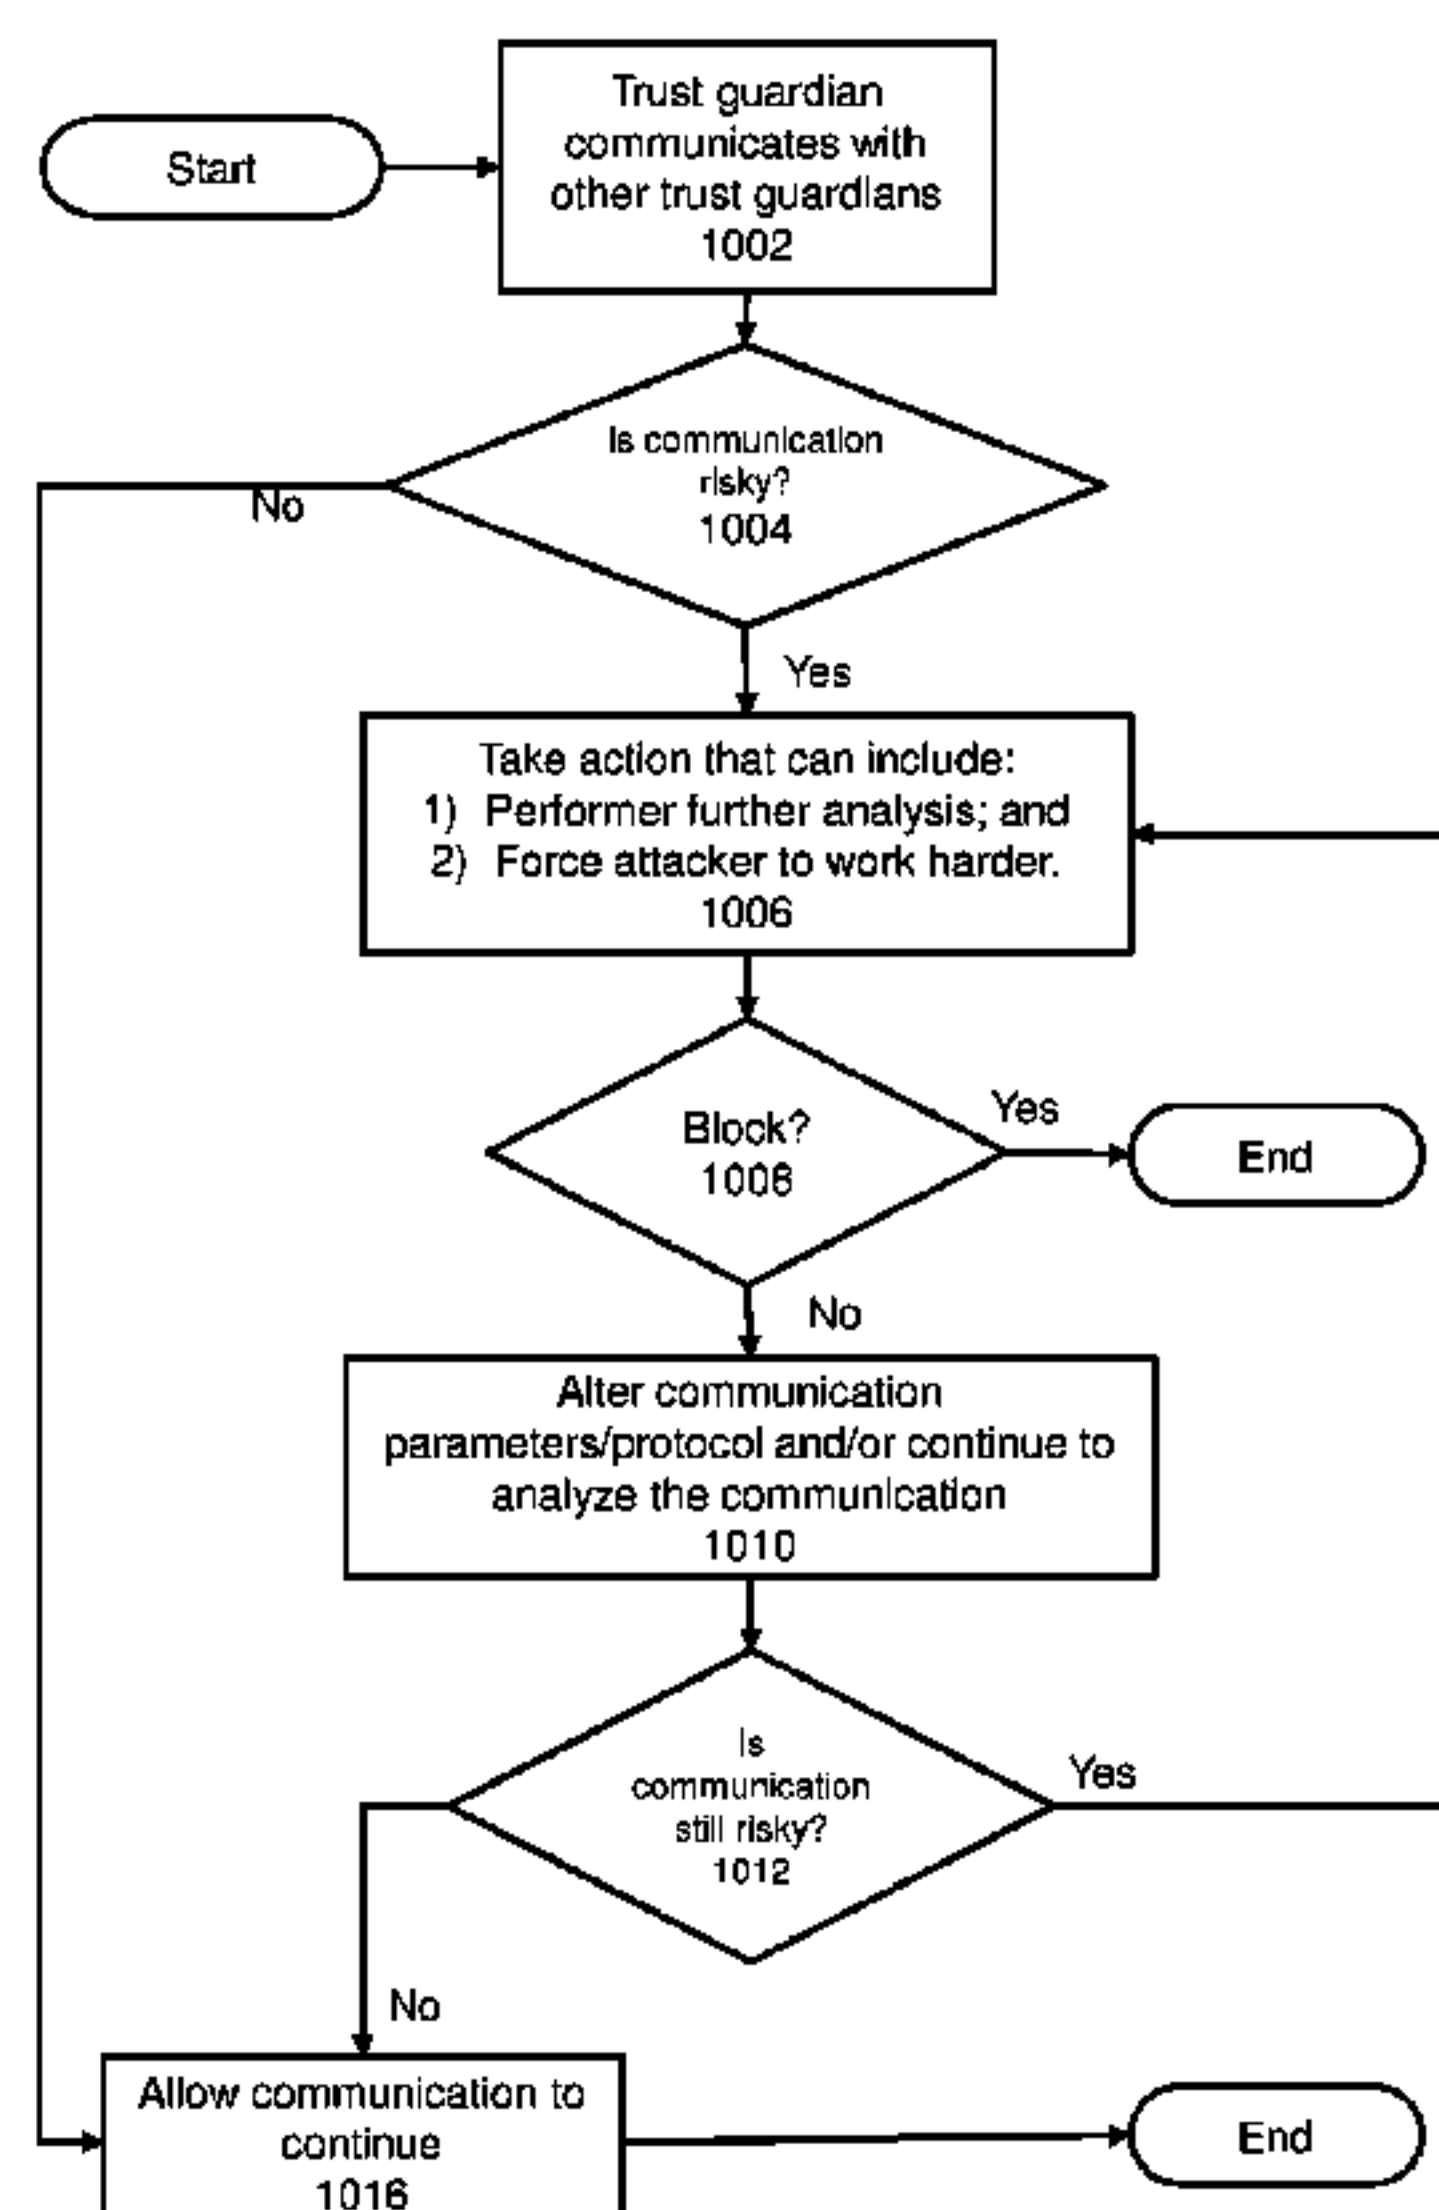 Start
Trust guardian
communicates with
other trust guardians
1002
Is communication
risky?
1004
No
Yes
Take action that can include:
1) Performer further analysis; and
2) Force attacker to work harder.
1006
Block?
1008
Yes
End
No
Alter communication
parameters/protocol and/or continue to
analyze the communication
1010
Is
communication
still risky?
1012
Yes
No
Allow communication to
continue
1016
End